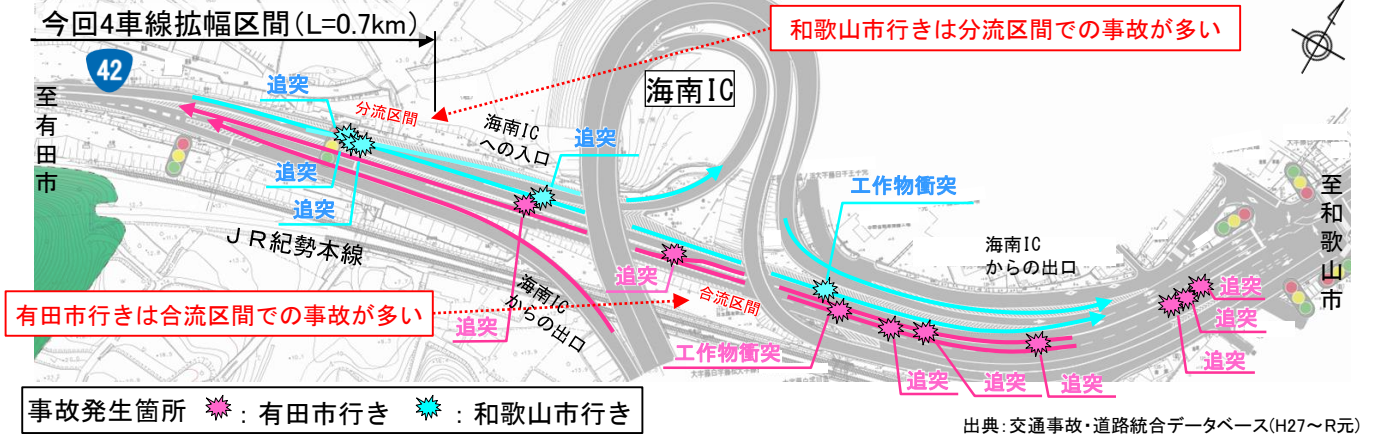 今回4車線拡幅区間(L=0.7km)
和歌山市行きは分流区間での事故が多い
42
至有田市
追突
分流区間
海南IC
海南IC
への入口
追突
追突
追突
工作物衝突
至和歌山市
JR紀勢本線
海南IC
からの出口
追突
合流区間
追突
追突
追突
有田市行きは合流区間での事故が多い
追突
海南IC
からの出口
工作物衝突
追突
追突
追突
事故発生箇所 : 有田市行き : 和歌山市行き
出典:交通事故・道路統合データベース(H27～R元)